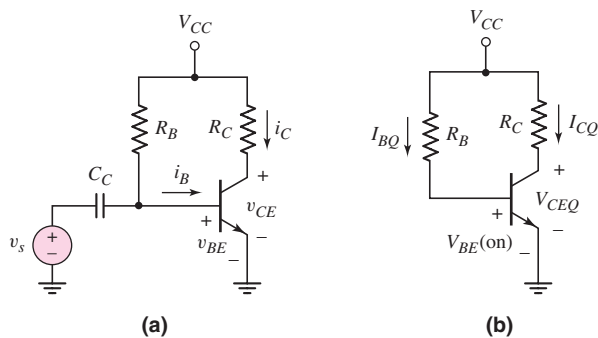 V_CC
R_B
R_C
i_C
C_C
i_B
+
v_CE
+
v_BE
–
–
v_s
+
–
(a)
V_CC
I_BQ
R_B
R_C
I_CQ
+
V_CEQ
+
V_BE(on)
–
–
(b)